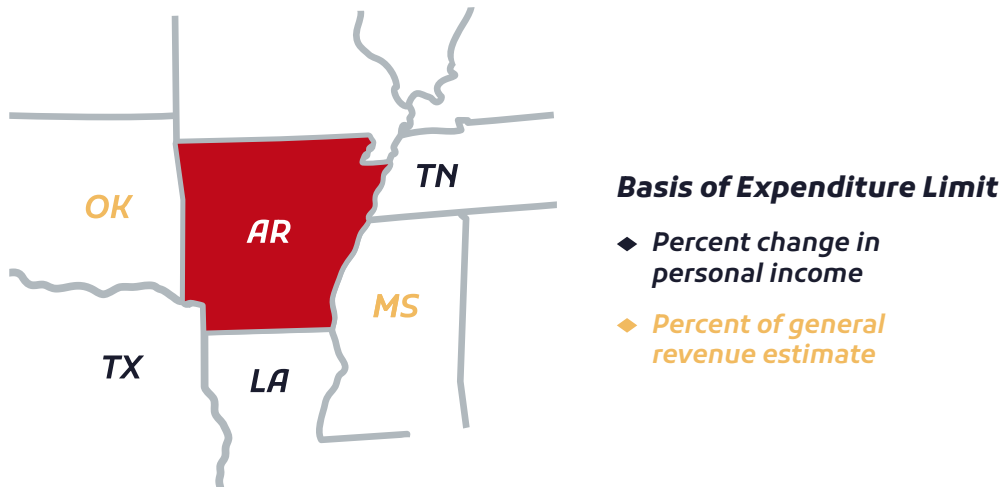 OK
AR
TN
MS
TX
LA
Basis of Expenditure Limit
Percent change in
personal income
Percent of general
revenue estimate